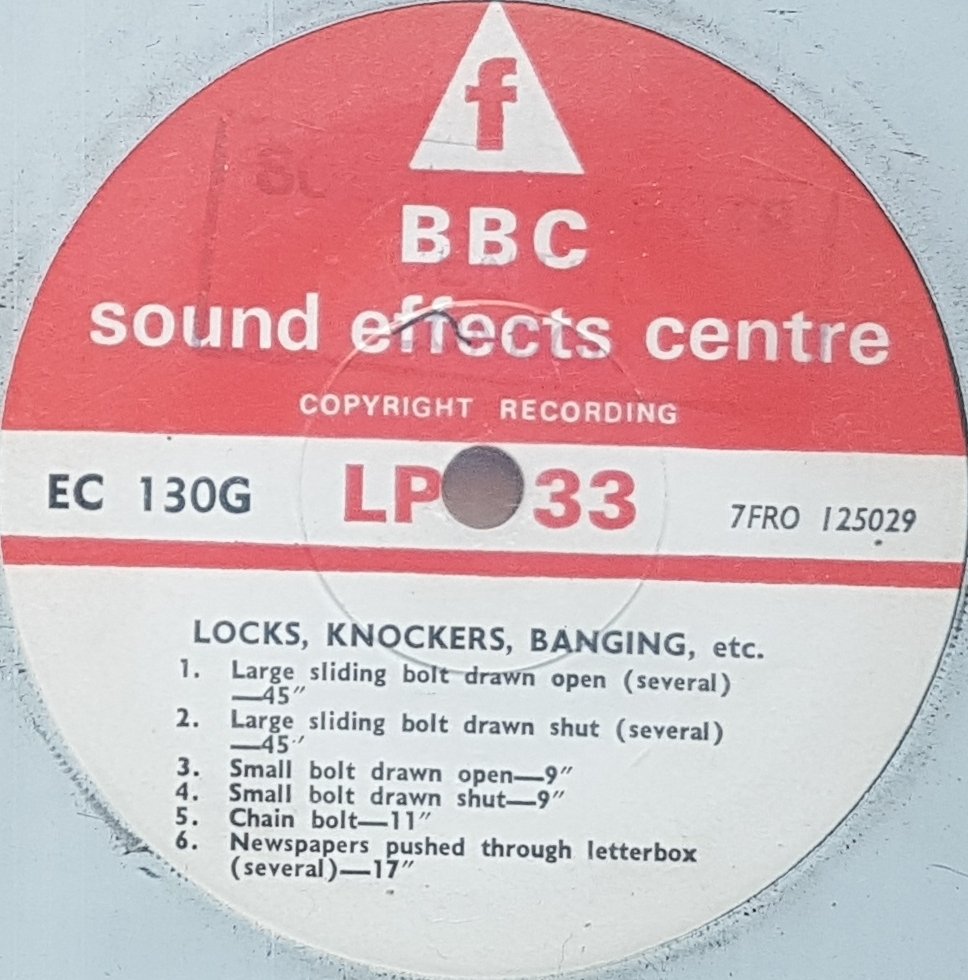 f
BBC
sound effects centre
COPYRIGHT RECORDING
EC 130G LP 33 7FRO 125029
LOCKS, KNOCKERS, BANGING, etc.
1. Large sliding bolt drawn open (several)
—45"
2. Large sliding bolt drawn shut (several)
—45"
3. Small bolt drawn open—9"
4. Small bolt drawn shut—9"
5. Chain bolt—11"
6. Newspapers pushed through letterbox
(several)—17"